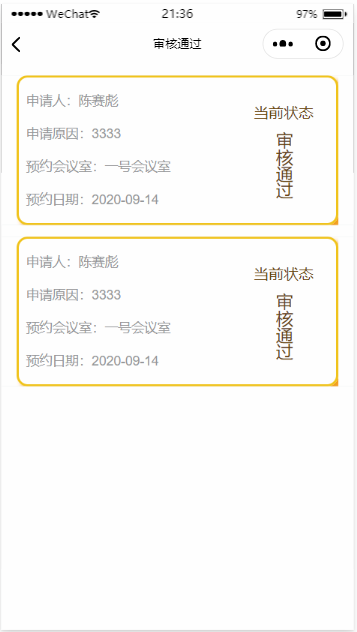 WeChat 21:36 97%
审核通过
申请人：陈赛彪
申请原因：3333
预约会议室：一号会议室
预约日期：2020-09-14
当前状态
审核通过
申请人：陈赛彪
申请原因：3333
预约会议室：一号会议室
预约日期：2020-09-14
当前状态
审核通过